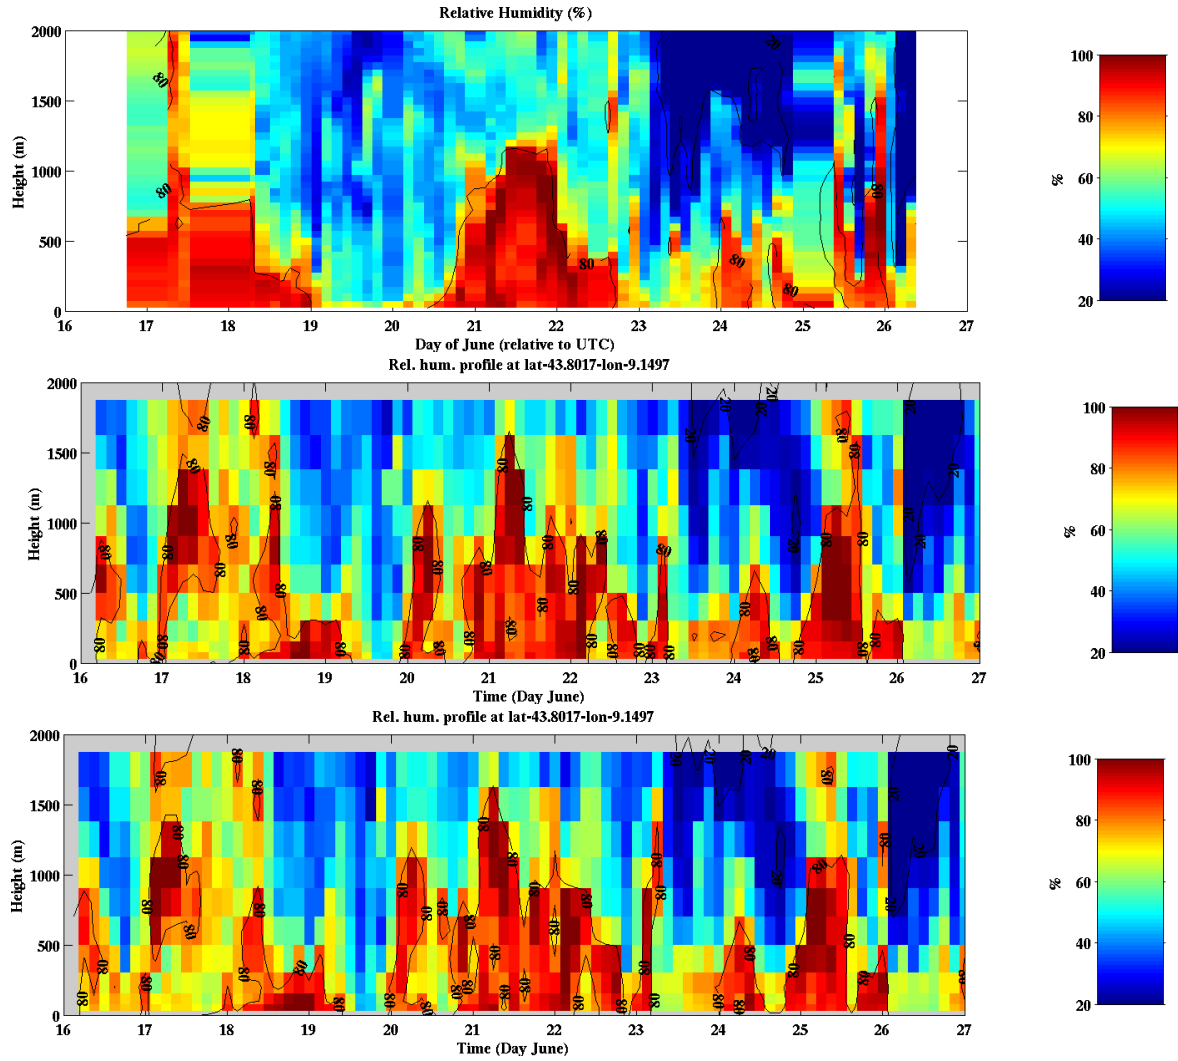 Relative Humidity (%)
2000
1500
1000
500
0
Height (m)
16 17 18 19 20 21 22 23 24 25 26 27
Day of June (relative to UTC)
80 80 80 80 80 80 20
100
80
60
40
20
%
Rel. hum. profile at lat-43.8017-lon-9.1497
2000
1500
1000
500
0
Height (m)
16 17 18 19 20 21 22 23 24 25 26 27
Time (Day June)
100
80
60
40
20
%
Rel. hum. profile at lat-43.8017-lon-9.1497
2000
1500
1000
500
0
Height (m)
16 17 18 19 20 21 22 23 24 25 26 27
Time (Day June)
100
80
60
40
20
%